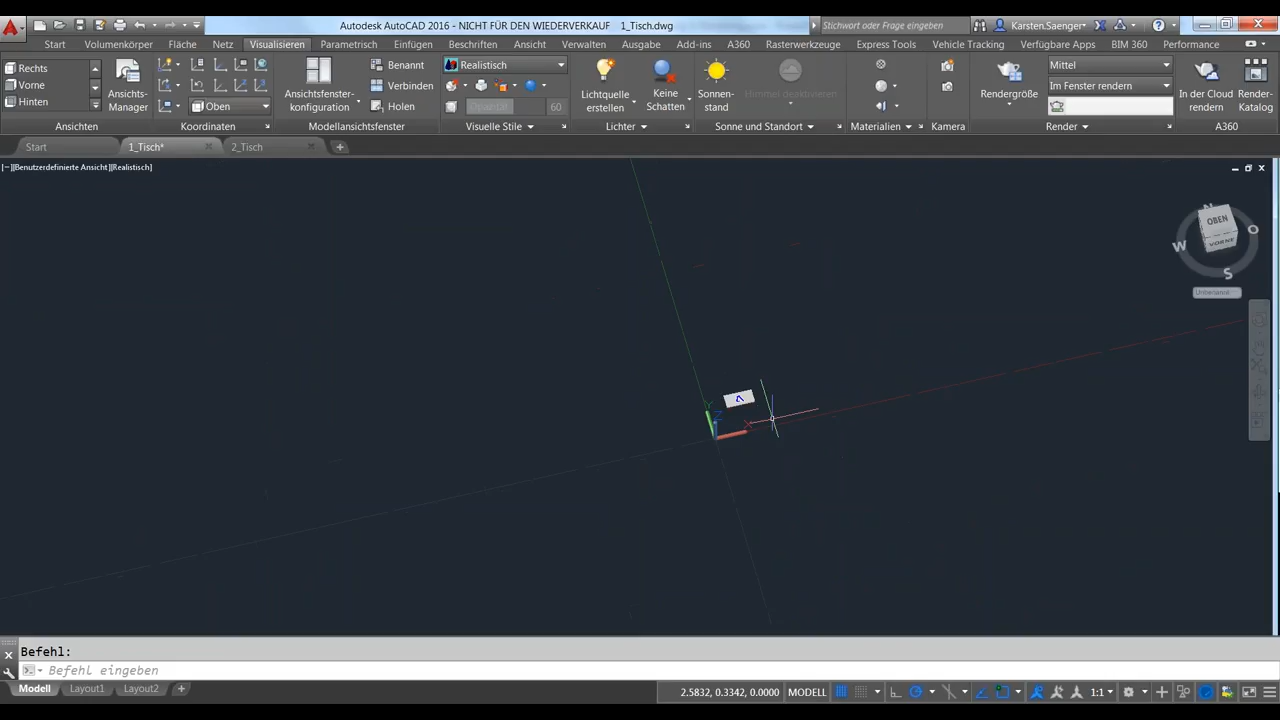 Autodesk AutoCAD 2016 - NICHT FÜR DEN WIEDERVERKAUF 1_Tisch.dwg
Stichwort oder Frage eingeben
Karsten.Saenger
Start Volumenkörper Fläche Netz Visualisieren Parametrisch Einfügen Beschriften Ansicht Verwalten Ausgabe Add-ins A360 Rasterwerkzeuge Express Tools Vehicle Tracking Verfügbare Apps BIM 360 Performance
Rechts
Vorne
Hinten
Ansichten
Ansichts-
Manager
Oben
Koordinaten
Ansichtsfenster-
konfiguration
Benannt
Verbinden
Holen
Modellansichtsfenster
Realistisch
60
Visuelle Stile
Lichtquelle
erstellen
Keine
Schatten
Lichter
Sonnen-
stand
Himmel deaktivieren
Sonne und Standort
Materialien
Kamera
Rendergröße
Mittel
Im Fenster rendern
Render
In der Cloud
rendern
Render-
Katalog
A360
Start 1_Tisch* 2_Tisch
[−][Benutzerdefinierte Ansicht][Realistisch]
N
OBEN
VORNE
W
O
S
Unbenannt
Y
Z
X
Befehl:
Befehl eingeben
Modell Layout1 Layout2
2.5832, 0.3342, 0.0000 MODELL
1:1